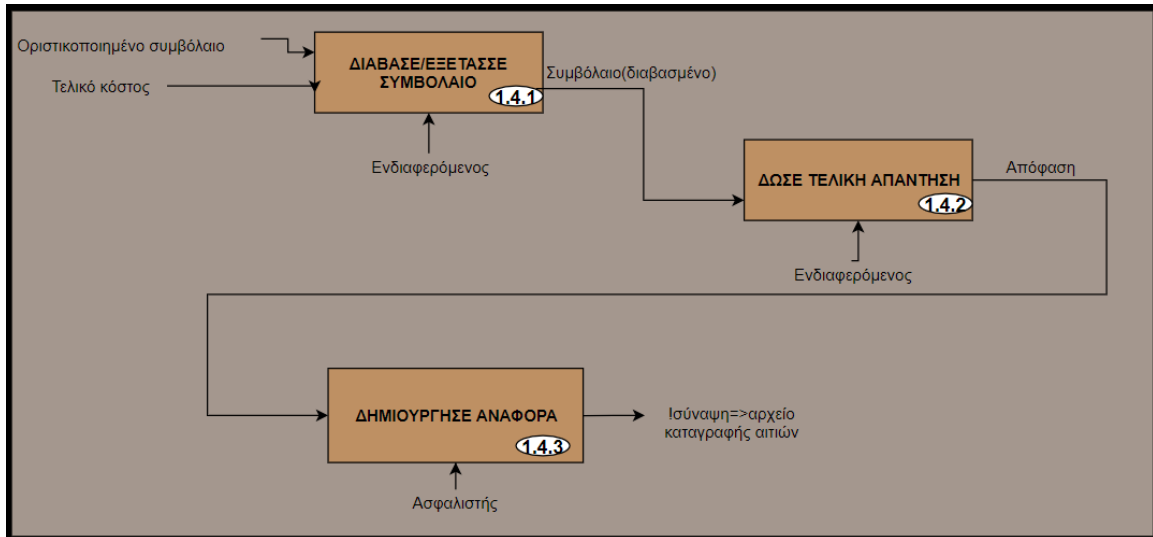 Οριστικοποιημένο συμβόλαιο
Τελικό κόστος
ΔΙΑΒΑΣΕ/ΕΞΕΤΑΣΣΕ
ΣΥΜΒΟΛΑΙΟ
1.4.1
Συμβόλαιο(διαβασμένο)
Ενδιαφερόμενος
ΔΩΣΕ ΤΕΛΙΚΗ ΑΠΑΝΤΗΣΗ
1.4.2
Απόφαση
Ενδιαφερόμενος
ΔΗΜΙΟΥΡΓΗΣΕ ΑΝΑΦΟΡΑ
1.4.3
!σύναψη=>αρχείο
καταγραφής αιτιών
Ασφαλιστής